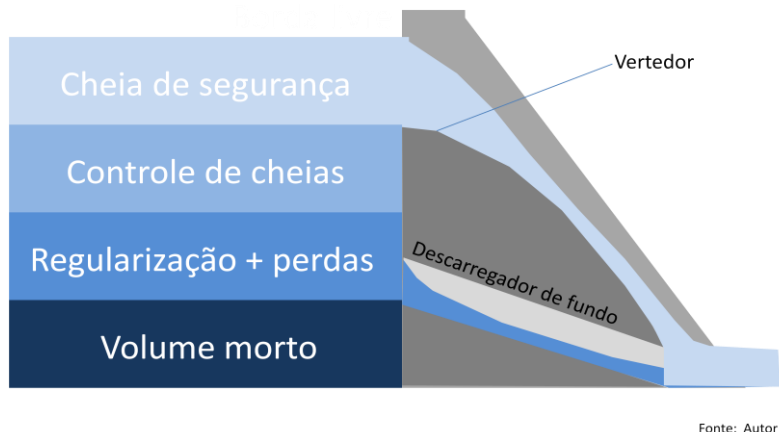 Cheia de segurança
Vertedor
Controle de cheias
Regularização + perdas
Descarregador de fundo
Volume morto
Fonte: Autor